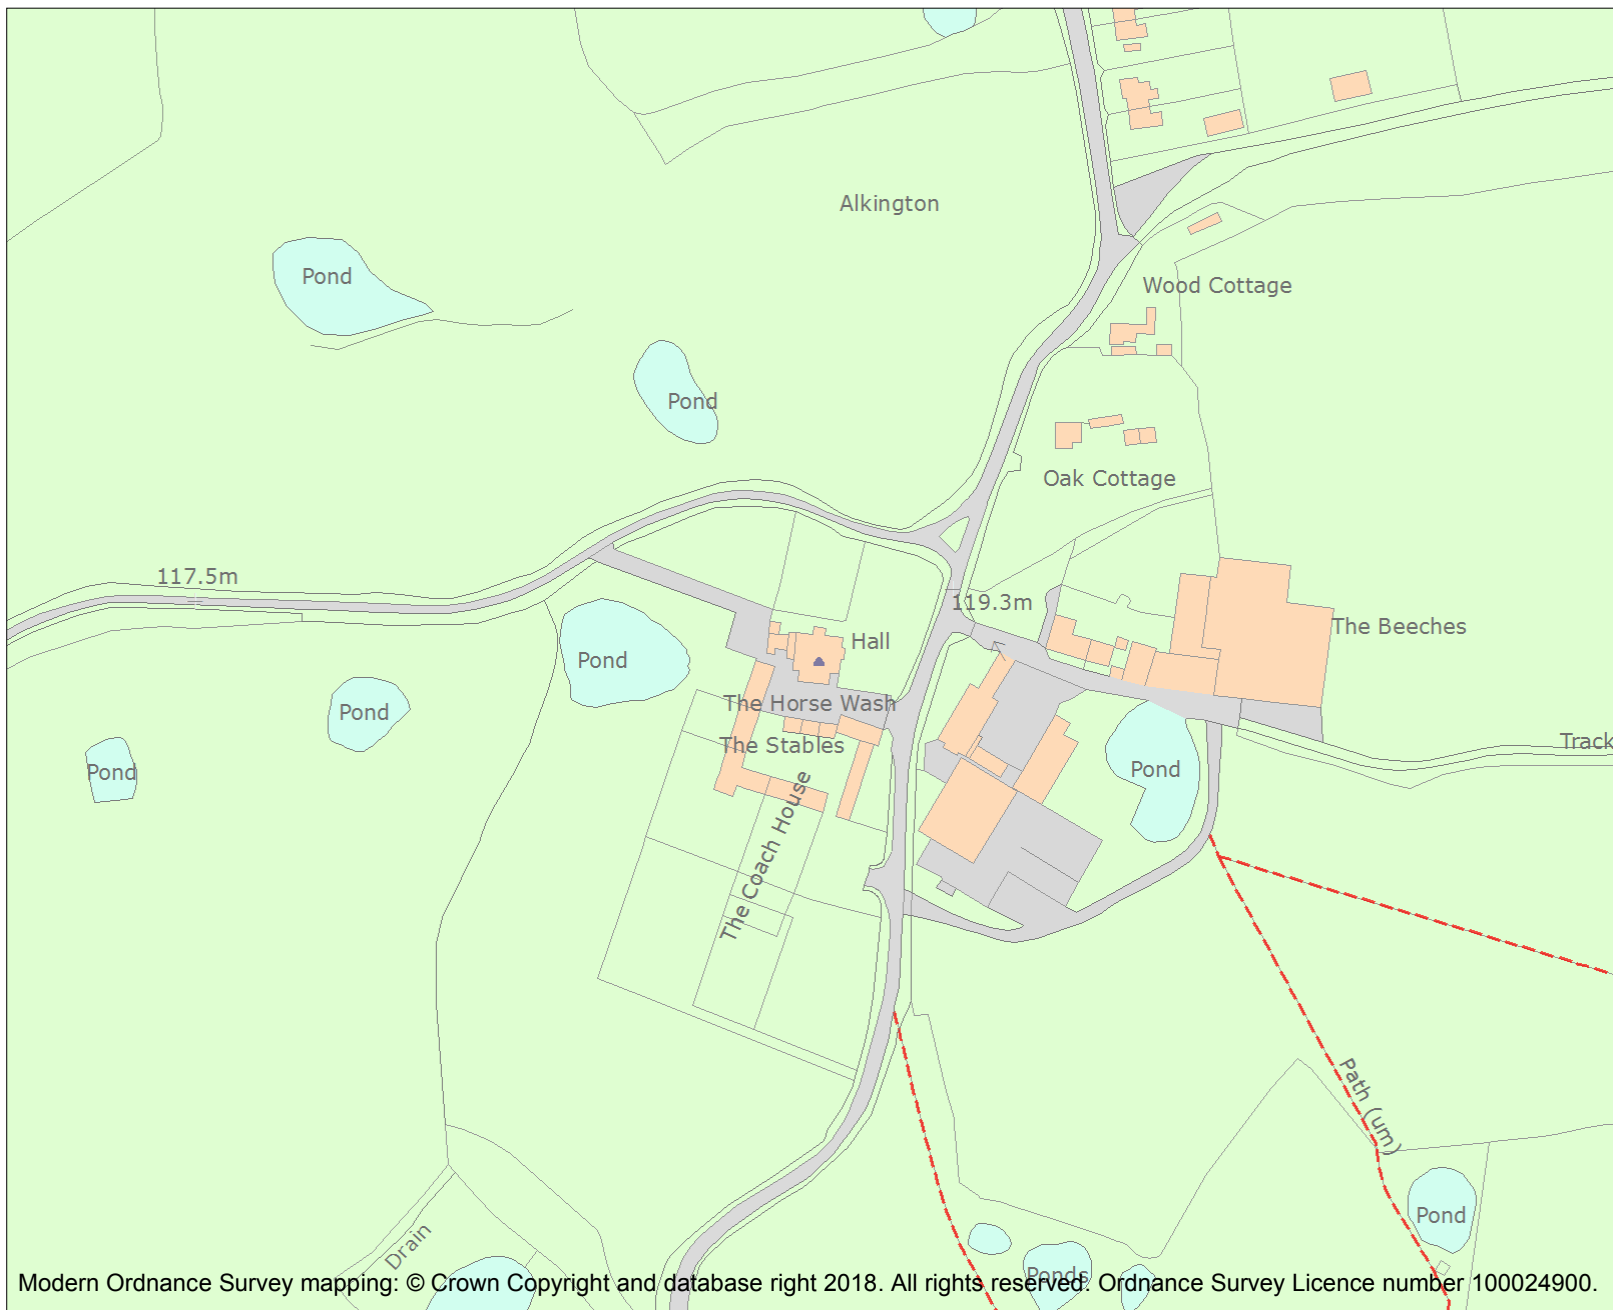 Alkington
Pond
Wood Cottage
Pond
Oak Cottage
117.5m
119.3m
The Beeches
Hall
Pond
The Horse Wash
Pond
The Stables
Track
Pond
Pond
The Coach House
Path (um)
Pond
Drain
Ponds
Modern Ordnance Survey mapping: © Crown Copyright and database right 2018. All rights reserved. Ordnance Survey Licence number 100024900.